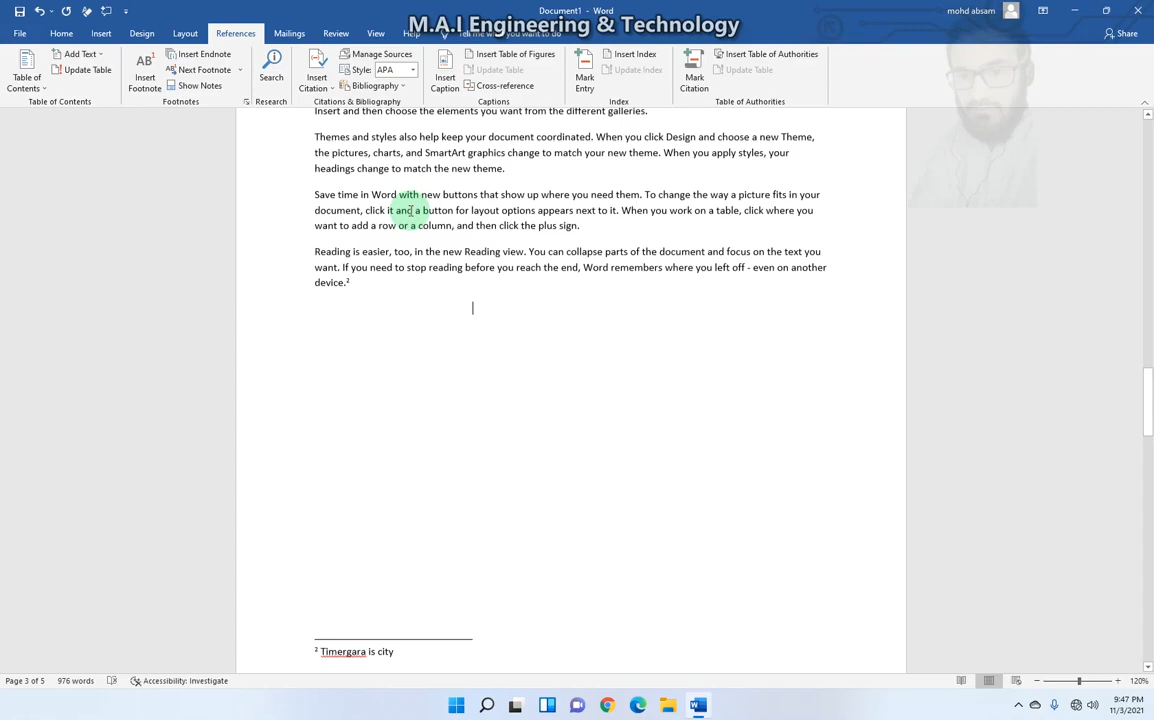 Document1 - Word
mohd absam
M.A.I Engineering & Technology
File Home Insert Design Layout References Mailings Review View Help Tell me what you want to do Share
Table of Contents
Add Text
Update Table
Table of Contents
AB1
Insert Footnote
Insert Endnote
Next Footnote
Show Notes
Footnotes
Search
Research
Insert Citation
Manage Sources
Style: APA
Bibliography
Citations & Bibliography
Insert Caption
Insert Table of Figures
Update Table
Cross-reference
Captions
Mark Entry
Insert Index
Update Index
Index
Mark Citation
Insert Table of Authorities
Update Table
Table of Authorities
Insert and then choose the elements you want from the different galleries.
Themes and styles also help keep your document coordinated. When you click Design and choose a new Theme,
the pictures, charts, and SmartArt graphics change to match your new theme. When you apply styles, your
headings change to match the new theme.
Save time in Word with new buttons that show up where you need them. To change the way a picture fits in your
document, click it and a button for layout options appears next to it. When you work on a table, click where you
want to add a row or a column, and then click the plus sign.
Reading is easier, too, in the new Reading view. You can collapse parts of the document and focus on the text you
want. If you need to stop reading before you reach the end, Word remembers where you left off - even on another
device.²
² Timergara is city
Page 3 of 5 976 words Accessibility: Investigate 120%
9:47 PM
11/3/2021